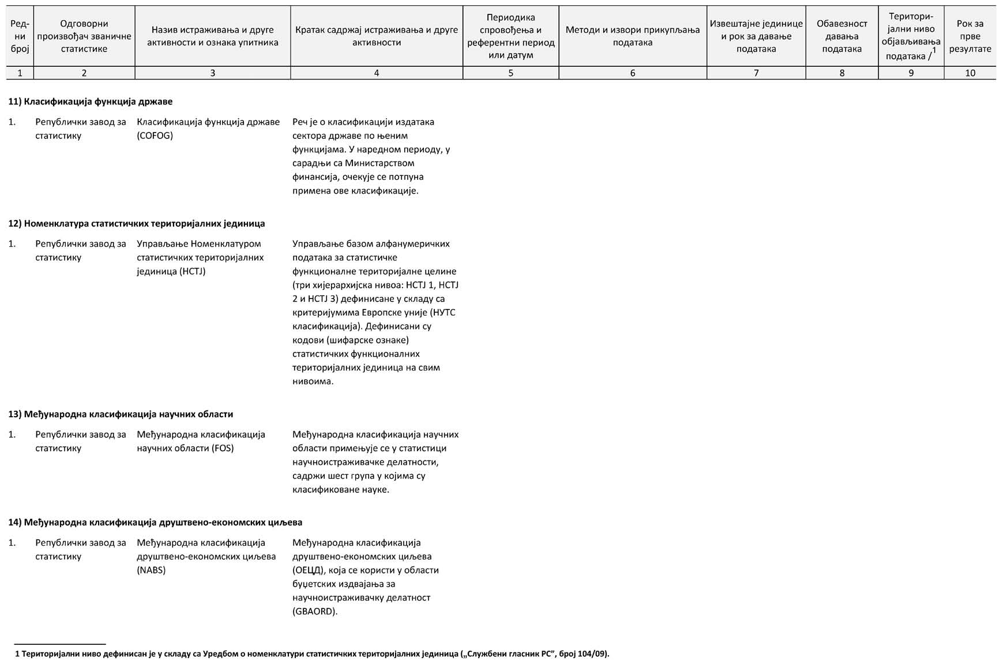 Ред-
ни
број
Одговорни
произвођач званичне
статистике
Назив истраживања и друге
активности и ознака упитника
Кратак садржај истраживања и друге
активности
Периодика
спровођења и
референтни период
или датум
Методи и извори прикупљања
података
Извештајне јединице
и рок за давање
података
Обавезност
давања
података
Територи-
јални ниво
објављивања
података /1
Рок за
прве
резултате
1 2 3 4 5 6 7 8 9 10
11) Класификација функција државе
1.
Републички завод за
статистику
Класификација функција државе
(COFOG)
Реч је о класификацији издатака
сектора државе по њеним
функцијама. У наредном периоду, у
сарадњи са Министарством
финансија, очекује се потпуна
примена ове класификације.
12) Номенклатура статистичких територијалних јединица
1.
Републички завод за
статистику
Управљање Номенклатуром
статистичких територијалних
јединица (НСТЈ)
Управљање базом алфанумеричких
података за статистичке
функционалне територијалне целине
(три хијерархијска нивоа: НСТЈ 1, НСТЈ
2 и НСТЈ 3) дефинисане у складу са
критеријумима Европске уније (НУТС
класификација). Дефинисани су
кодови (шифарске ознаке)
статистичких функционалних
територијалних јединица на свим
нивоима.
13) Међународна класификација научних области
1.
Републички завод за
статистику
Међународна класификација
научних области (FOS)
Међународна класификација научних
области примењује се у статистици
научноистраживачке делатности,
садржи шест група у којима су
класификоване науке.
14) Међународна класификација друштвено-економских циљева
1.
Републички завод за
статистику
Међународна класификација
друштвено-економских циљева
(NABS)
Међународна класификација
друштвено-економских циљева
(ОЕЦД), која се користи у области
буџетских издвајања за
научноистраживачку делатност
(GBAORD).
1 Територијални ниво дефинисан је у складу са Уредбом о номенклатури статистичких територијалних јединица („Службени гласник РС”, број 104/09).